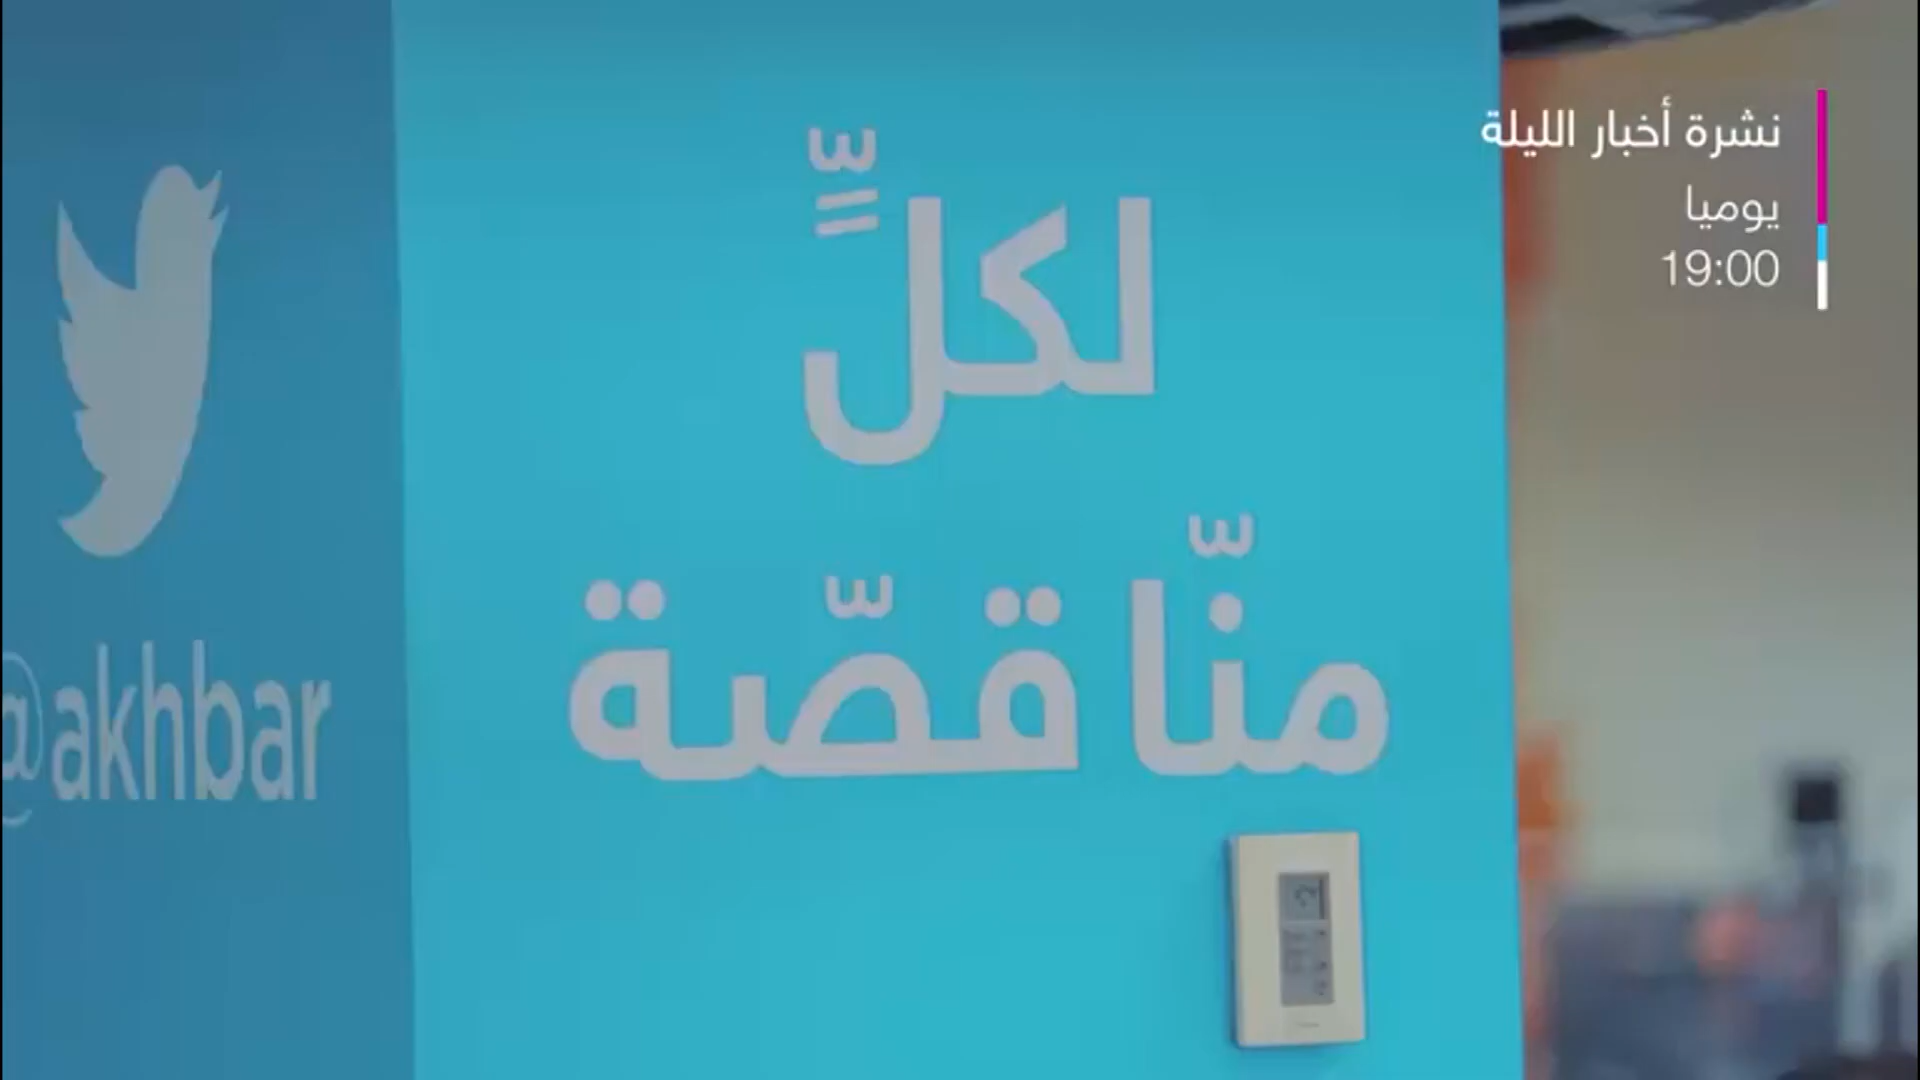 نشرة أخبار الليلة
يوميا
19:00
لكلٍّ
منّا قصّة
@akhbar